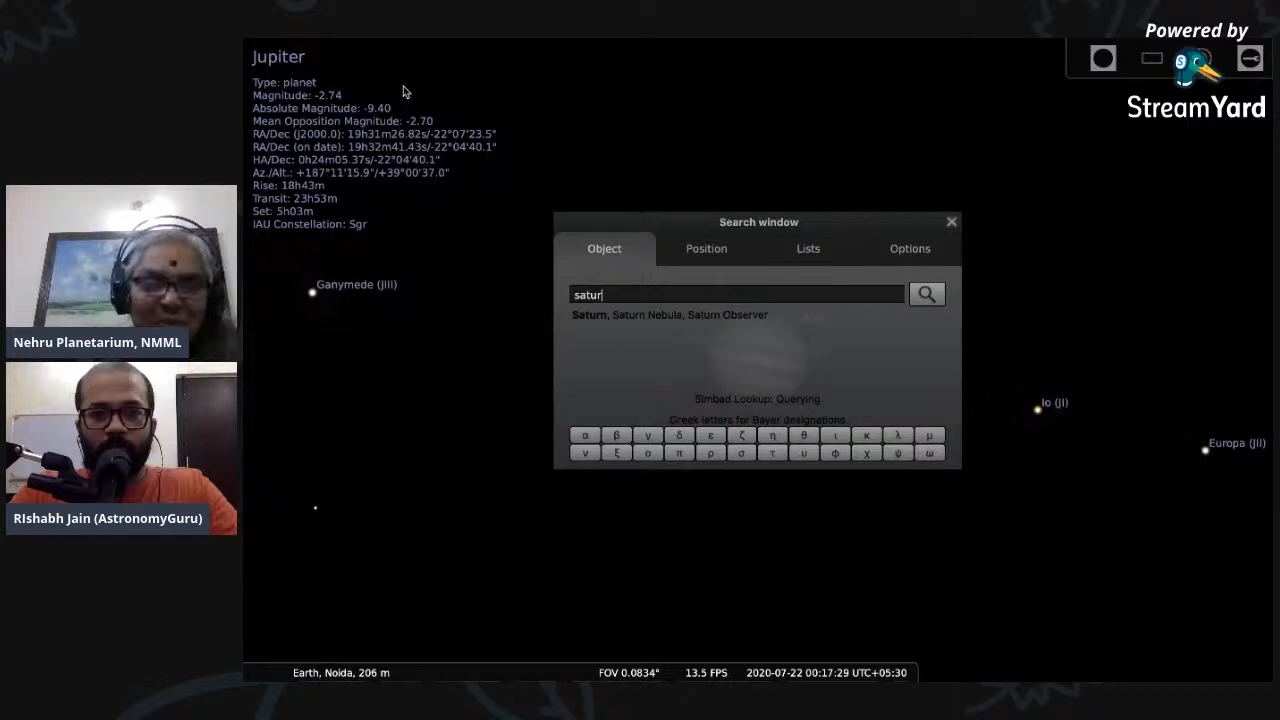 Powered by
StreamYard
Jupiter
Type: planet
Magnitude: -2.74
Absolute Magnitude: -9.40
Mean Opposition Magnitude: -2.70
RA/Dec (J2000.0): 19h31m26.82s/-22°07'23.5"
RA/Dec (on date): 19h32m41.43s/-22°04'40.1"
HA/Dec: 0h24m05.37s/-22°04'40.1"
Az./Alt.: +187°11'15.9"/+39°00'37.0"
Rise: 18h43m
Transit: 23h53m
Set: 5h03m
IAU Constellation: Sgr
Search window
Object Position Lists Options
Ganymede (JIII)
satur
Saturn, Saturn Nebula, Saturn Observer
Nehru Planetarium, NMML
Simbad Lookup: Querying
Io (JI)
Greek letters for Bayer designations
α β γ δ ε ζ η θ ι κ λ μ
ν ξ ο π ρ σ τ υ φ χ ψ ω
Europa (JII)
RIshabh Jain (AstronomyGuru)
Earth, Noida, 206 m FOV 0.0834° 13.5 FPS 2020-07-22 00:17:29 UTC+05:30